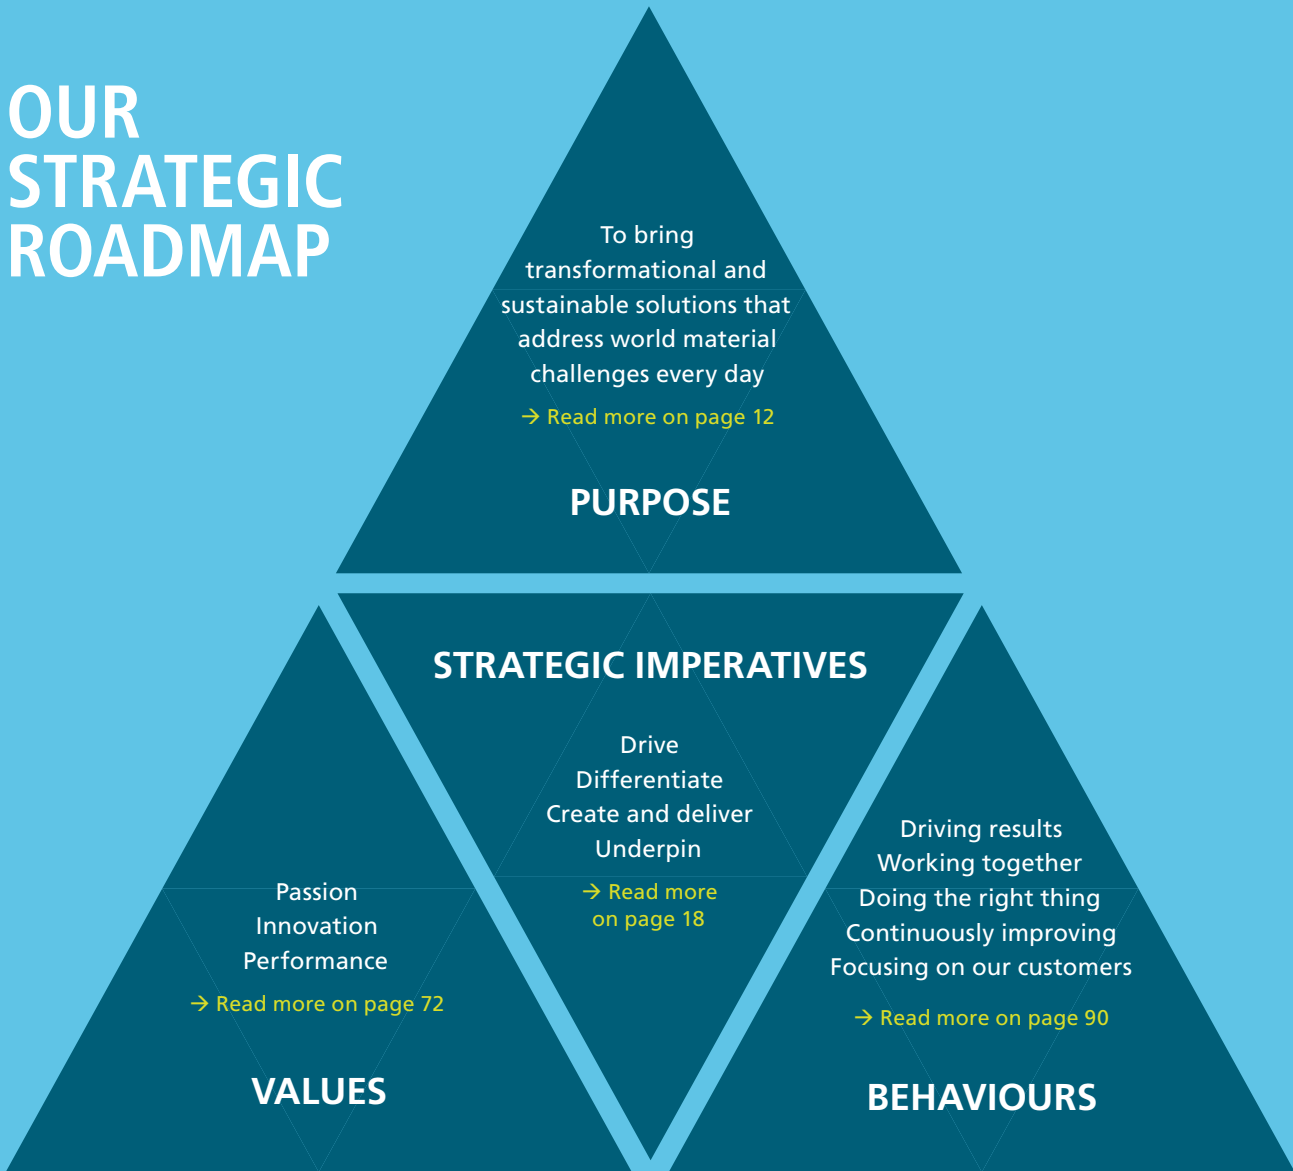 OUR
STRATEGIC
ROADMAP
To bring
transformational and
sustainable solutions that
address world material
challenges every day
→ Read more on page 12
PURPOSE
STRATEGIC IMPERATIVES
Drive
Differentiate
Create and deliver
Underpin
→ Read more
on page 18
Passion
Innovation
Performance
→ Read more on page 72
VALUES
Driving results
Working together
Doing the right thing
Continuously improving
Focusing on our customers
→ Read more on page 90
BEHAVIOURS